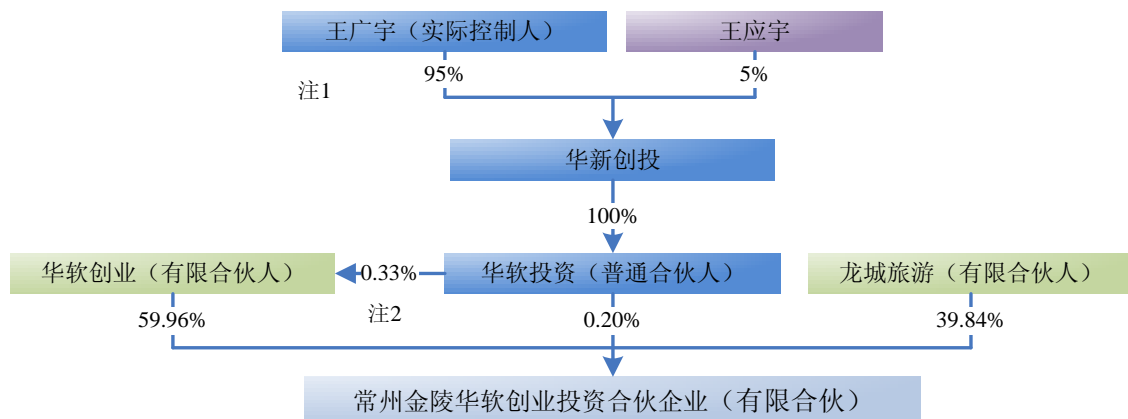 王广宇（实际控制人）
王应宇
95%
5%
注1
华新创投
100%
华软创业（有限合伙人）
0.33%
华软投资（普通合伙人）
龙城旅游（有限合伙人）
59.96%
注2
0.20%
39.84%
常州金陵华软创业投资合伙企业（有限合伙）